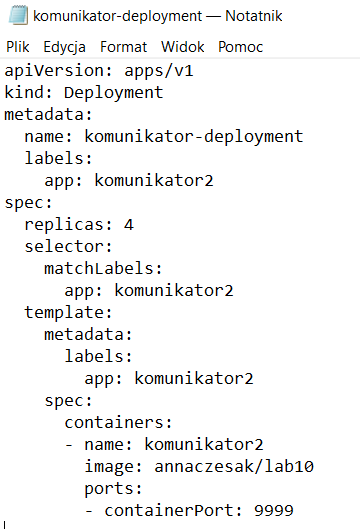 komunikator-deployment — Notatnik
Plik Edycja Format Widok Pomoc
apiVersion: apps/v1
kind: Deployment
metadata:
  name: komunikator-deployment
  labels:
    app: komunikator2
spec:
  replicas: 4
  selector:
    matchLabels:
      app: komunikator2
  template:
    metadata:
      labels:
        app: komunikator2
    spec:
      containers:
      - name: komunikator2
        image: annaczesak/lab10
        ports:
        - containerPort: 9999